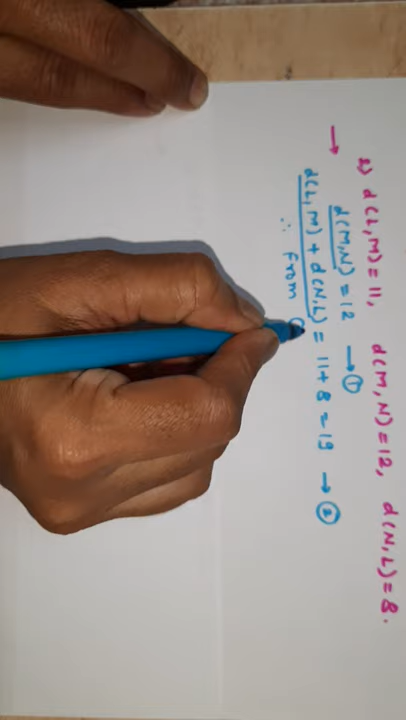 2) d(L,M) = 11, d(M,N) = 12, d(N,L) = 8.
→ d(M,N) = 12 → ①
d(L,M) + d(N,L) = 11 + 8 = 19 → ②
∴ from